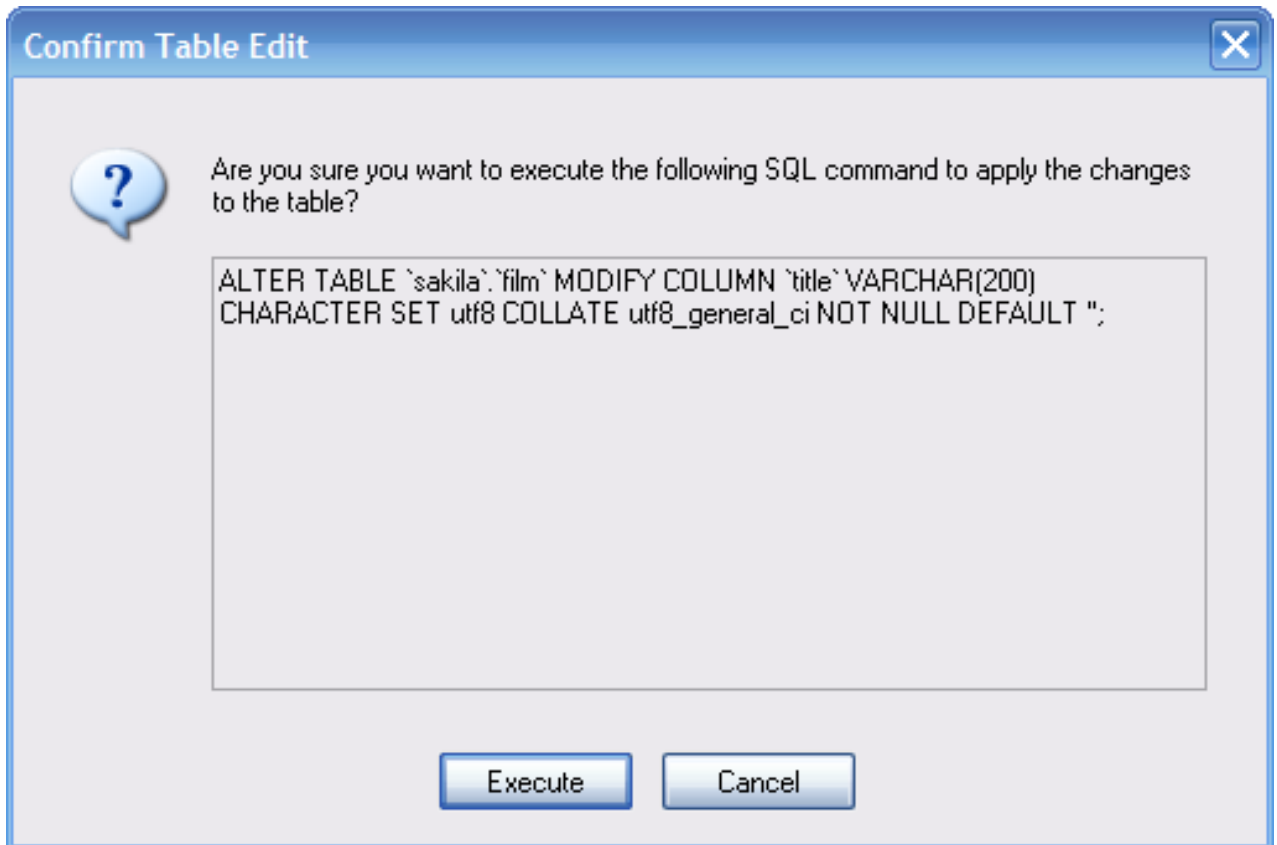 Confirm Table Edit
Are you sure you want to execute the following SQL command to apply the changes
to the table?
ALTER TABLE `sakila`.`film` MODIFY COLUMN `title` VARCHAR(200)
CHARACTER SET utf8 COLLATE utf8_general_ci NOT NULL DEFAULT '';
Execute Cancel